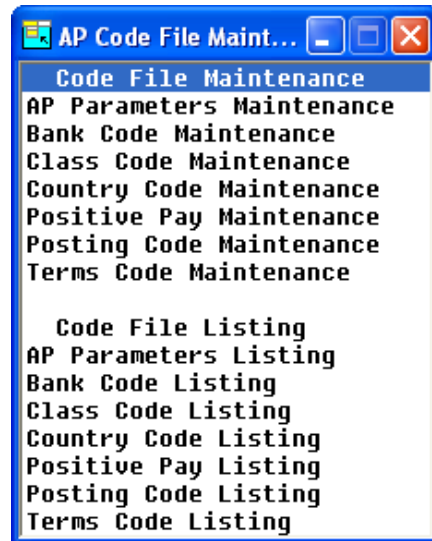 AP Code File Maint...
Code File Maintenance
AP Parameters Maintenance
Bank Code Maintenance
Class Code Maintenance
Country Code Maintenance
Positive Pay Maintenance
Posting Code Maintenance
Terms Code Maintenance
Code File Listing
AP Parameters Listing
Bank Code Listing
Class Code Listing
Country Code Listing
Positive Pay Listing
Posting Code Listing
Terms Code Listing